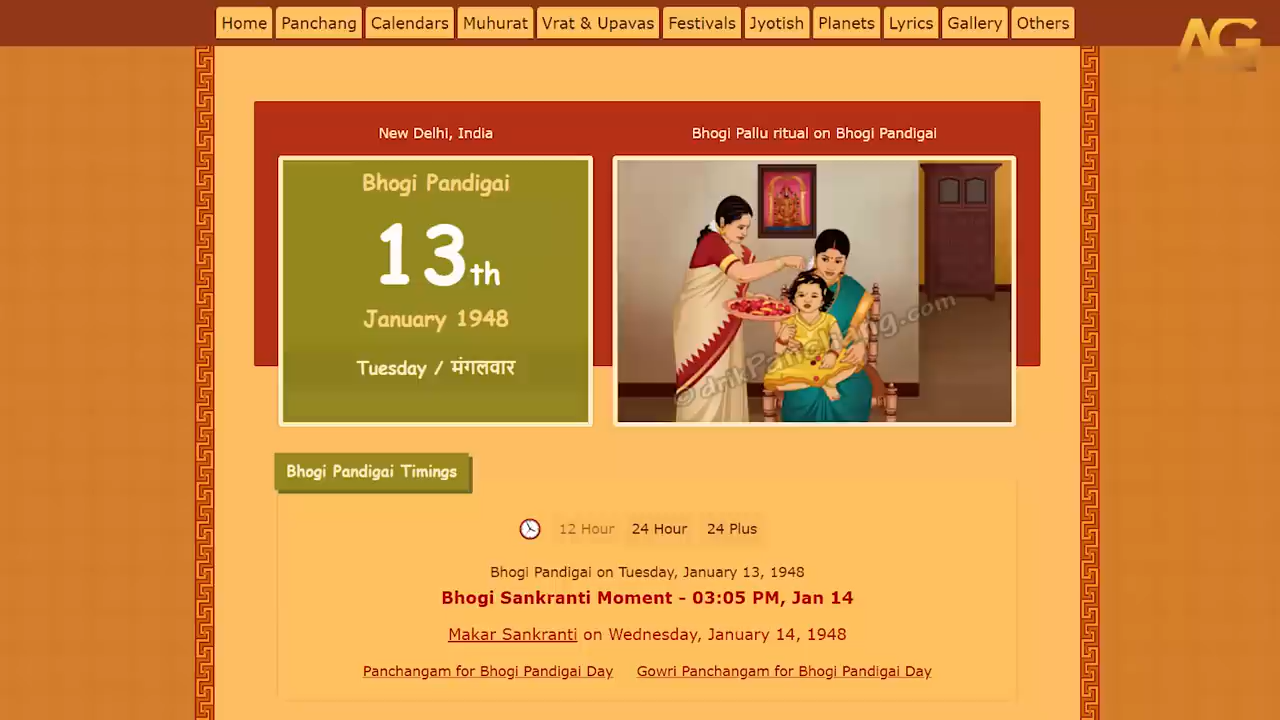 Home Panchang Calendars Muhurat Vrat & Upavas Festivals Jyotish Planets Lyrics Gallery Others
AG
New Delhi, India
Bhogi Pandigai
13th
January 1948
Tuesday / मंगलवार
Bhogi Pallu ritual on Bhogi Pandigai
©drikPanchang.com
Bhogi Pandigai Timings
12 Hour 24 Hour 24 Plus
Bhogi Pandigai on Tuesday, January 13, 1948
Bhogi Sankranti Moment - 03:05 PM, Jan 14
Makar Sankranti on Wednesday, January 14, 1948
Panchangam for Bhogi Pandigai Day Gowri Panchangam for Bhogi Pandigai Day